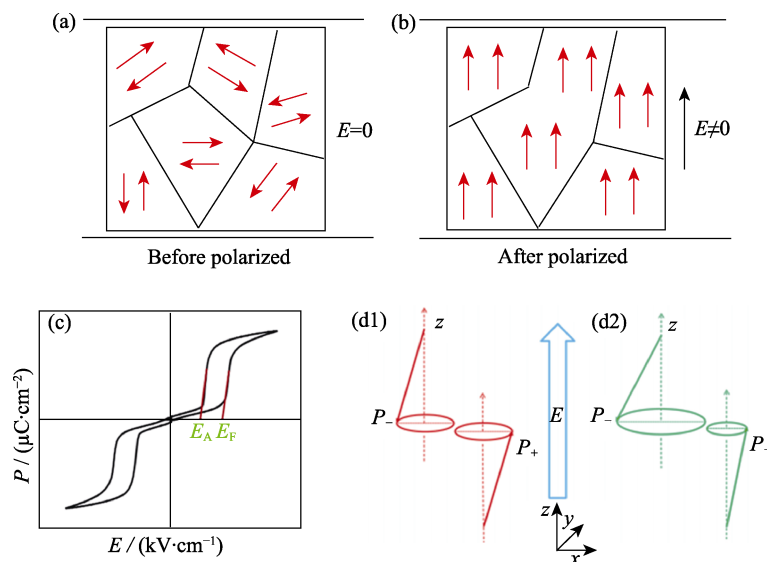 (a)
(b)
E=0
E≠0
Before polarized
After polarized
(c)
P / (μC·cm⁻²)
E_A E_F
E / (kV·cm⁻¹)
(d1)
z
P₋
P₊
E
z
y
x
(d2)
z
P₋
P₋